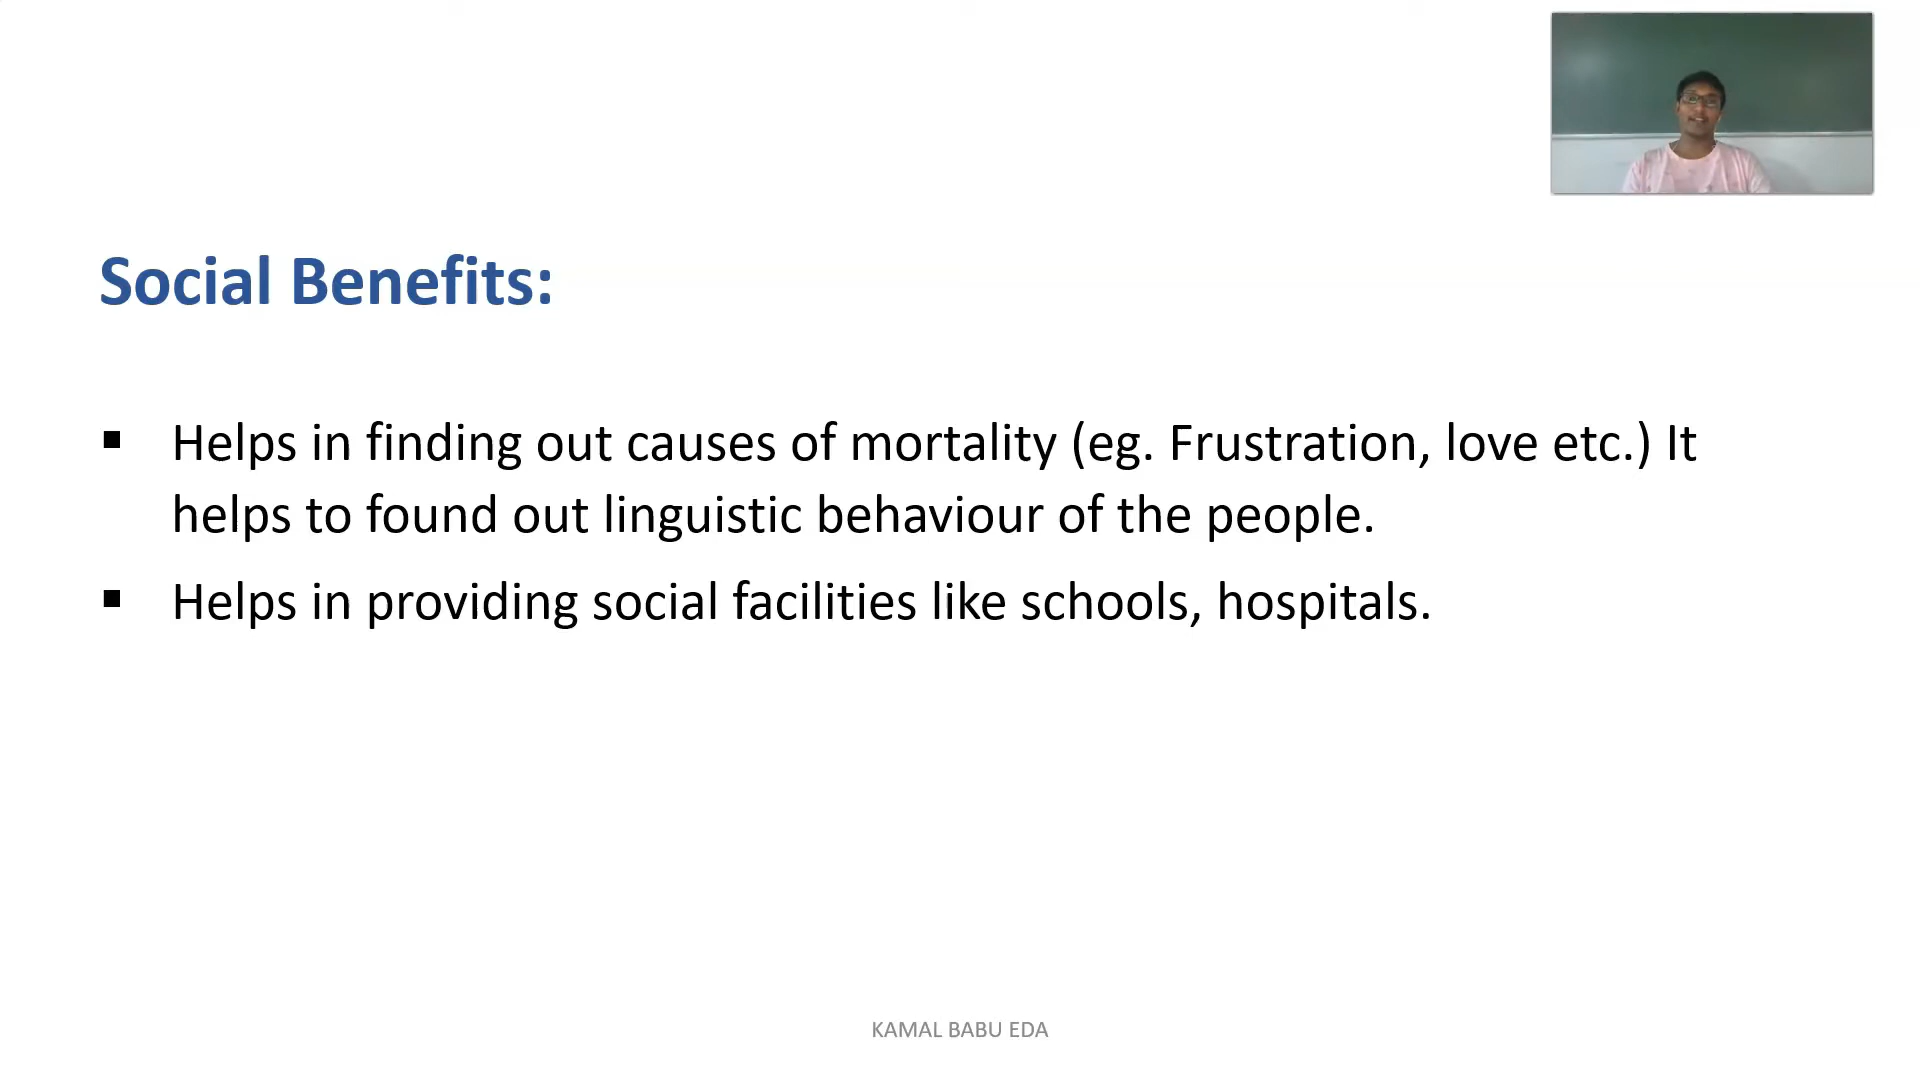 Social Benefits:
▪ Helps in finding out causes of mortality (eg. Frustration, love etc.) It
helps to found out linguistic behaviour of the people.
▪ Helps in providing social facilities like schools, hospitals.
KAMAL BABU EDA